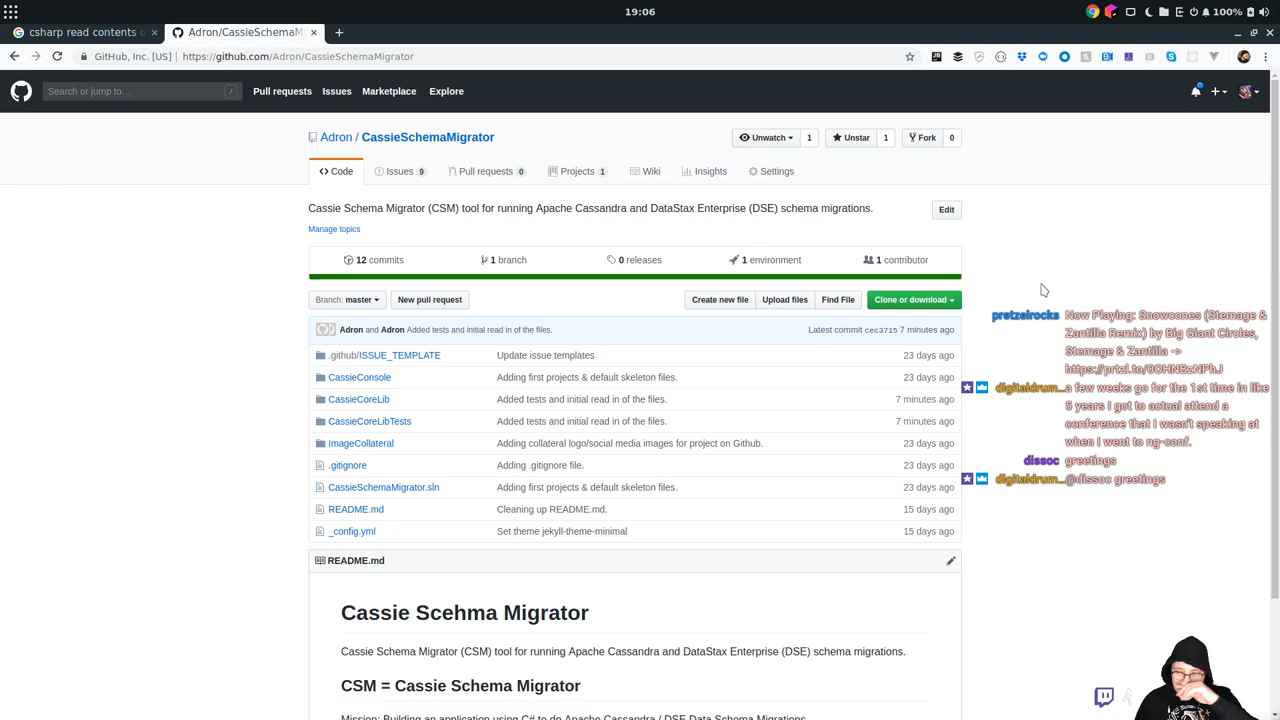 19:06
100%
csharp read contents o
Adron/CassieSchemaM
GitHub, Inc. [US] | https://github.com/Adron/CassieSchemaMigrator
Search or jump to…
/
Pull requests
Issues
Marketplace
Explore
Adron / CassieSchemaMigrator
Unwatch 1
Unstar 1
Fork 0
Code
Issues 9
Pull requests 0
Projects 1
Wiki
Insights
Settings
Cassie Schema Migrator (CSM) tool for running Apache Cassandra and DataStax Enterprise (DSE) schema migrations.
Edit
Manage topics
12 commits
1 branch
0 releases
1 environment
1 contributor
Branch: master
New pull request
Create new file
Upload files
Find File
Clone or download
Adron and Adron Added tests and initial read in of the files.
Latest commit cec3715 7 minutes ago
.github/ISSUE_TEMPLATE Update issue templates 23 days ago
CassieConsole Adding first projects & default skeleton files. 23 days ago
CassieCoreLib Added tests and initial read in of the files. 7 minutes ago
CassieCoreLibTests Added tests and initial read in of the files. 7 minutes ago
ImageCollateral Adding collateral logo/social media images for project on Github. 23 days ago
.gitignore Adding .gitignore file. 23 days ago
CassieSchemaMigrator.sln Adding first projects & default skeleton files. 23 days ago
README.md Cleaning up README.md. 15 days ago
_config.yml Set theme jekyll-theme-minimal 15 days ago
README.md
Cassie Scehma Migrator
Cassie Schema Migrator (CSM) tool for running Apache Cassandra and DataStax Enterprise (DSE) schema migrations.
CSM = Cassie Schema Migrator
Mission: Building an application using C# to do Apache Cassandra / DSE Data Schema Migrations.
pretzelrocks Now Playing: Snowcones (Stemage &
Zantilla Remix) by Big Giant Circles,
Stemage & Zantilla ->
https://prtzl.to/0OHNBzNPhJ
digitaldrum... a few weeks go for the 1st time in like
5 years I got to actual attend a
conference that I wasn't speaking at
when I went to ng-conf.
dissoc greetings
digitaldrum... @dissoc greetings